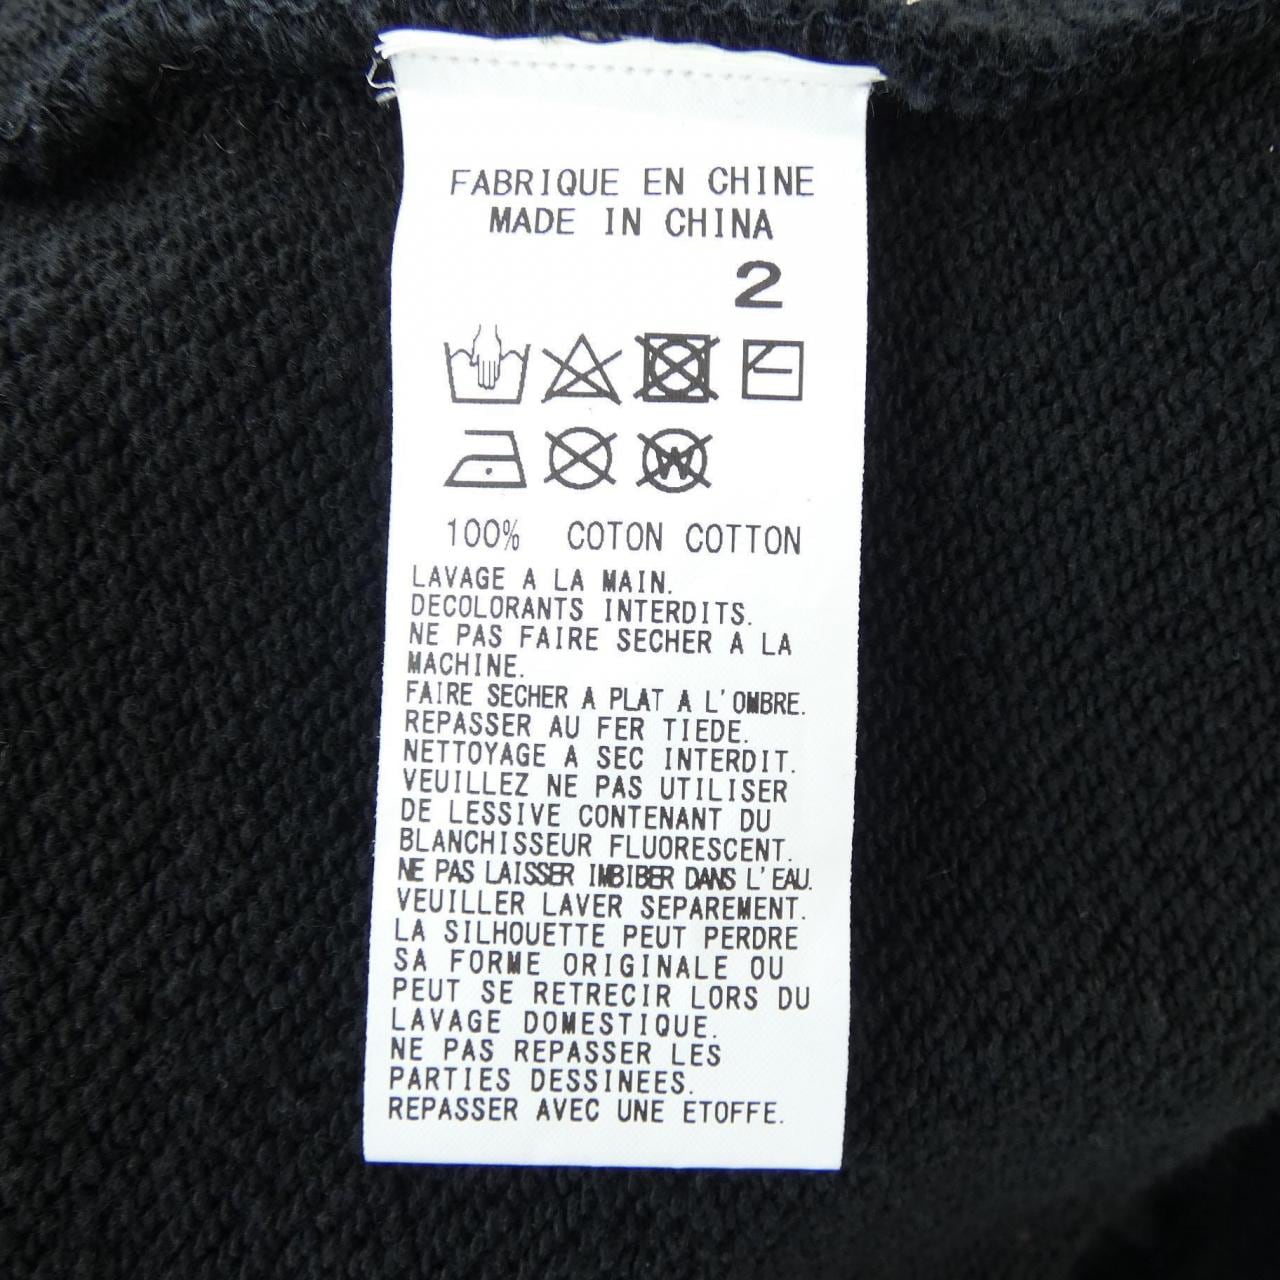 FABRIQUE EN CHINE
MADE IN CHINA
2
W
100% COTON COTTON
LAVAGE A LA MAIN.
DECOLORANTS INTERDITS.
NE PAS FAIRE SECHER A LA
MACHINE.
FAIRE SECHER A PLAT A L'OMBRE.
REPASSER AU FER TIEDE.
NETTOYAGE A SEC INTERDIT.
VEUILLEZ NE PAS UTILISER
DE LESSIVE CONTENANT DU
BLANCHISSEUR FLUORESCENT.
NE PAS LAISSER IMBIBER DANS L'EAU.
VEUILLER LAVER SEPAREMENT.
LA SILHOUETTE PEUT PERDRE
SA FORME ORIGINALE OU
PEUT SE RETRECIR LORS DU
LAVAGE DOMESTIQUE.
NE PAS REPASSER LES
PARTIES DESSINEES.
REPASSER AVEC UNE ETOFFE.